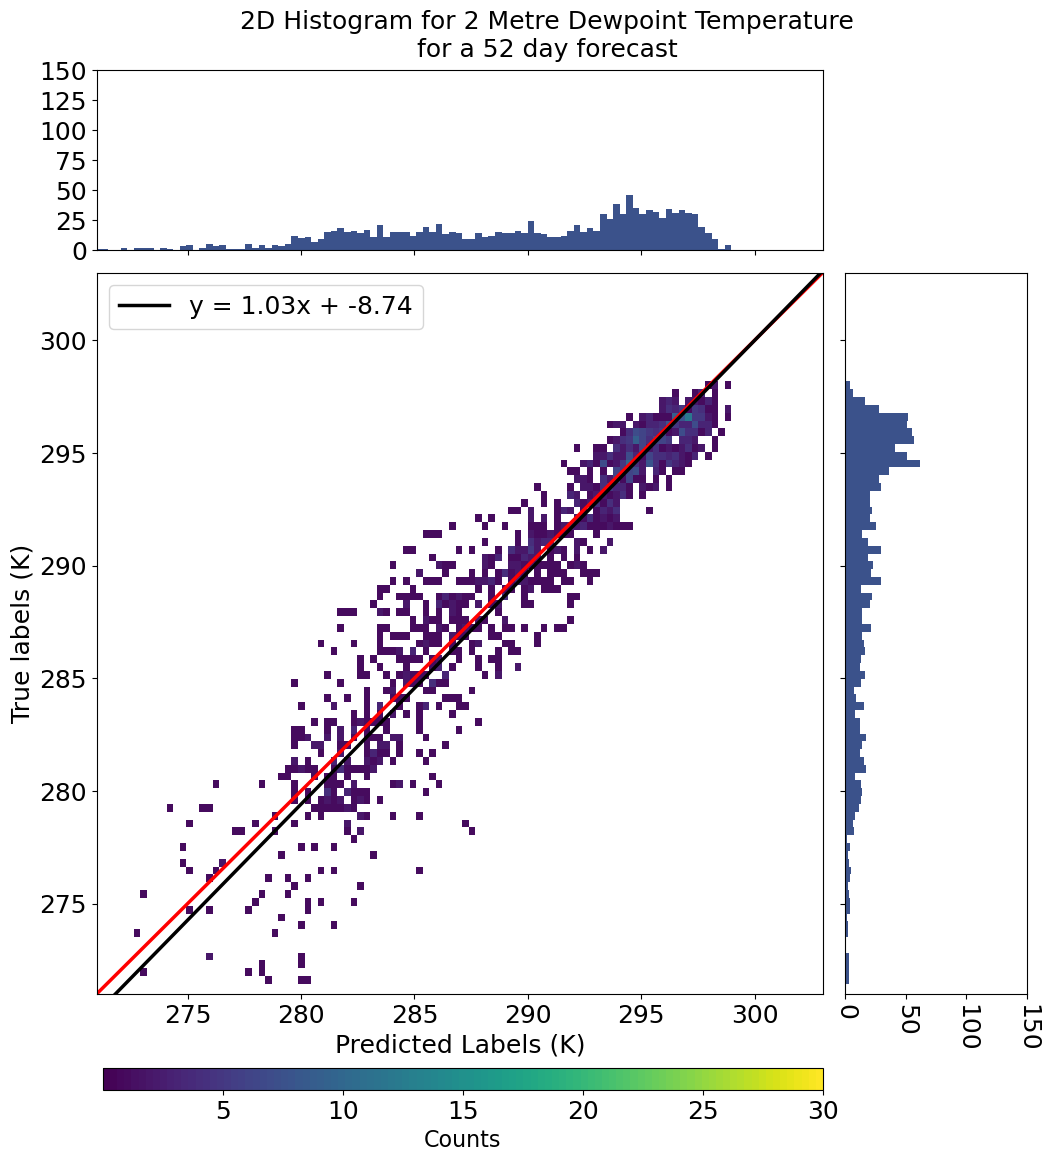 2D Histogram for 2 Metre Dewpoint Temperature
for a 52 day forecast
150
125
100
75
50
25
0
y = 1.03x + -8.74
300
295
290
285
280
275
True labels (K)
275 280 285 290 295 300
Predicted Labels (K)
0 50 100 150
5 10 15 20 25 30
Counts